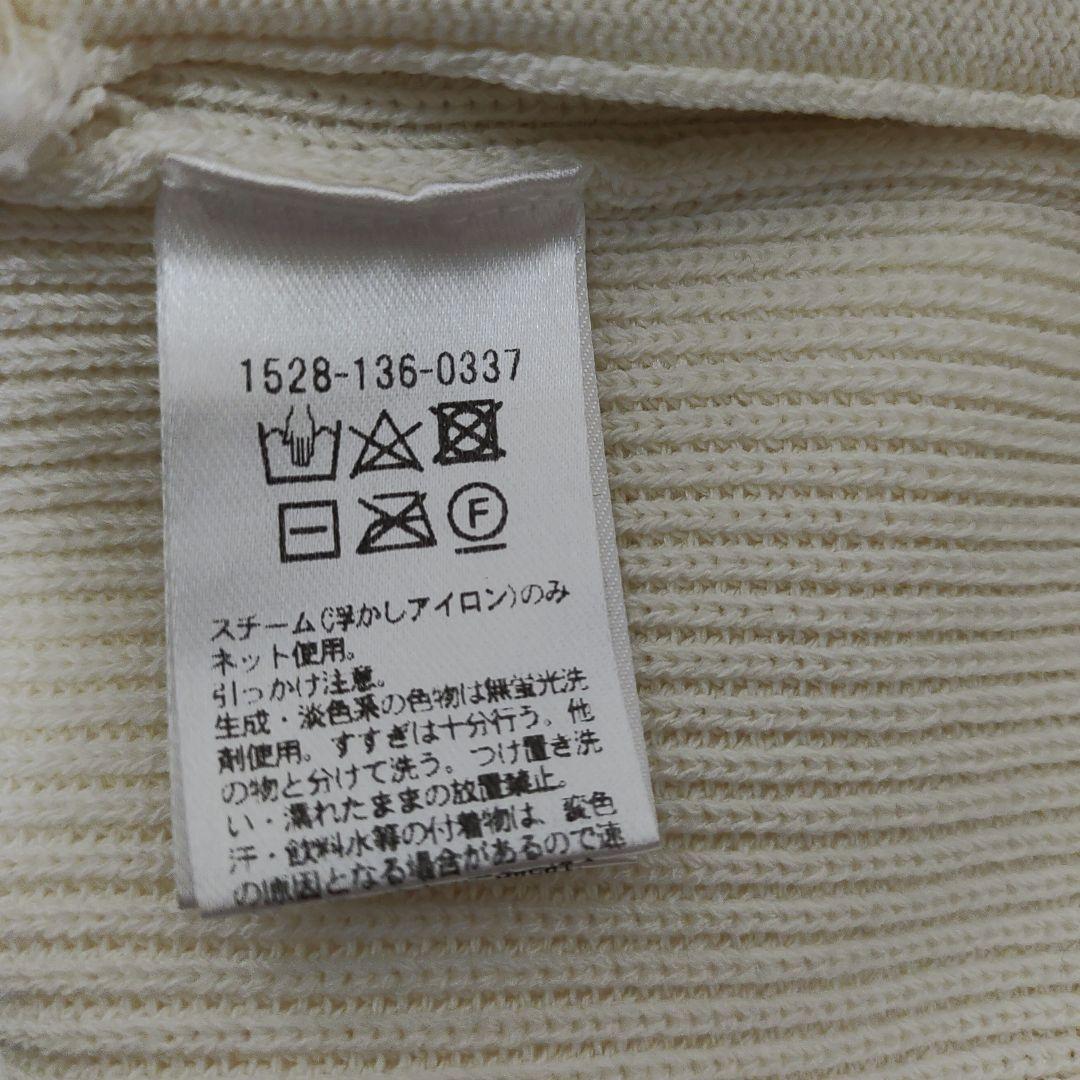 1528-136-0337
F
スチーム(浮かしアイロン)のみ
ネット使用。
引っかけ注意。
生成・淡色系の色物は無蛍光洗
剤使用。すすぎは十分行う。他
の物と分けて洗う。つけ置き洗
い・濡れたままの放置禁止。
汗・飲料水等の付着物は、変色
の原因となる場合があるので速